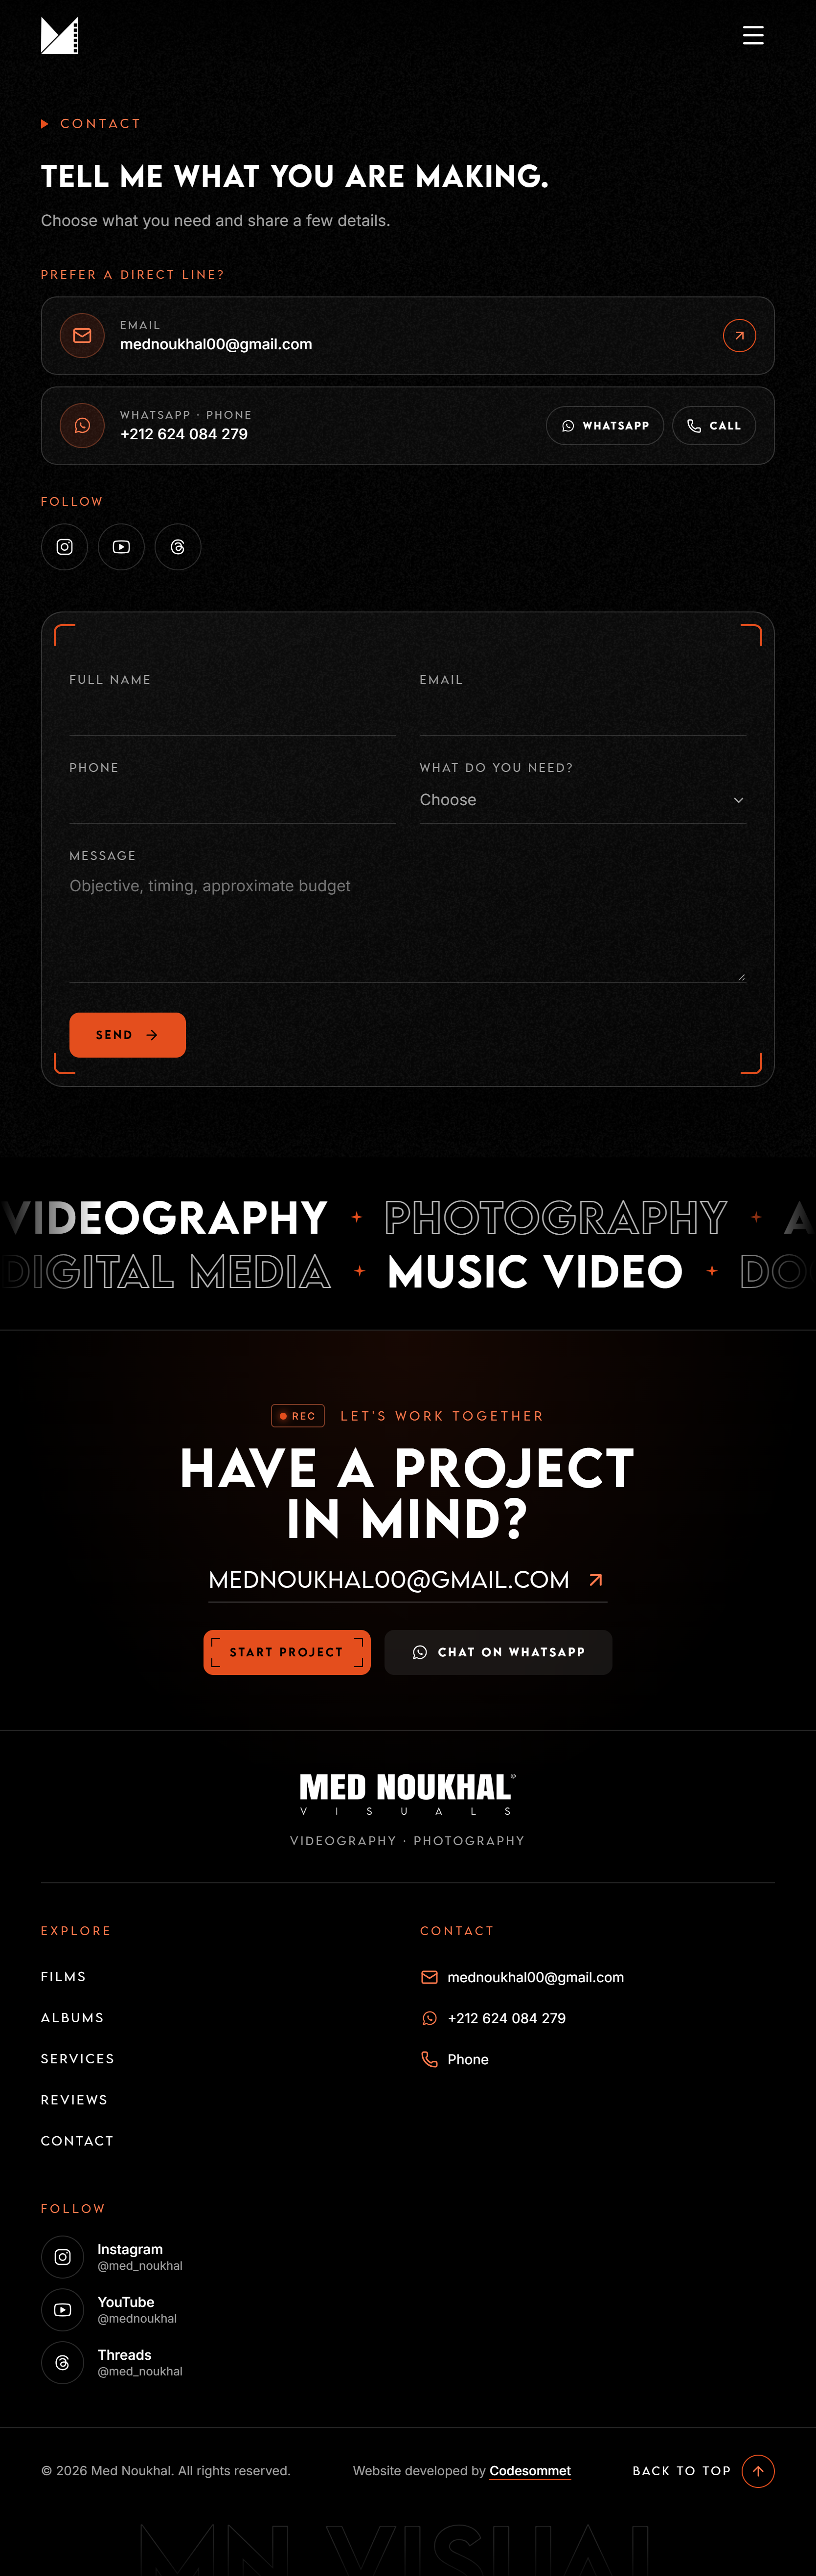 CONTACT
TELL ME WHAT YOU ARE MAKING.
Choose what you need and share a few details.
PREFER A DIRECT LINE?
EMAIL
mednoukhal00@gmail.com
WHATSAPP · PHONE
+212 624 084 279
WHATSAPP
CALL
FOLLOW
FULL NAME
EMAIL
PHONE
WHAT DO YOU NEED?
Choose
MESSAGE
Objective, timing, approximate budget
SEND
VIDEOGRAPHY PHOTOGRAPHY A
DIGITAL MEDIA MUSIC VIDEO DO
REC
LET'S WORK TOGETHER
HAVE A PROJECT
IN MIND?
MEDNOUKHAL00@GMAIL.COM
START PROJECT
CHAT ON WHATSAPP
MED NOUKHAL©
VISUALS
VIDEOGRAPHY · PHOTOGRAPHY
EXPLORE
FILMS
ALBUMS
SERVICES
REVIEWS
CONTACT
CONTACT
mednoukhal00@gmail.com
+212 624 084 279
Phone
FOLLOW
Instagram
@med_noukhal
YouTube
@mednoukhal
Threads
@med_noukhal
© 2026 Med Noukhal. All rights reserved.
Website developed by Codesommet
BACK TO TOP
MN VISUAL